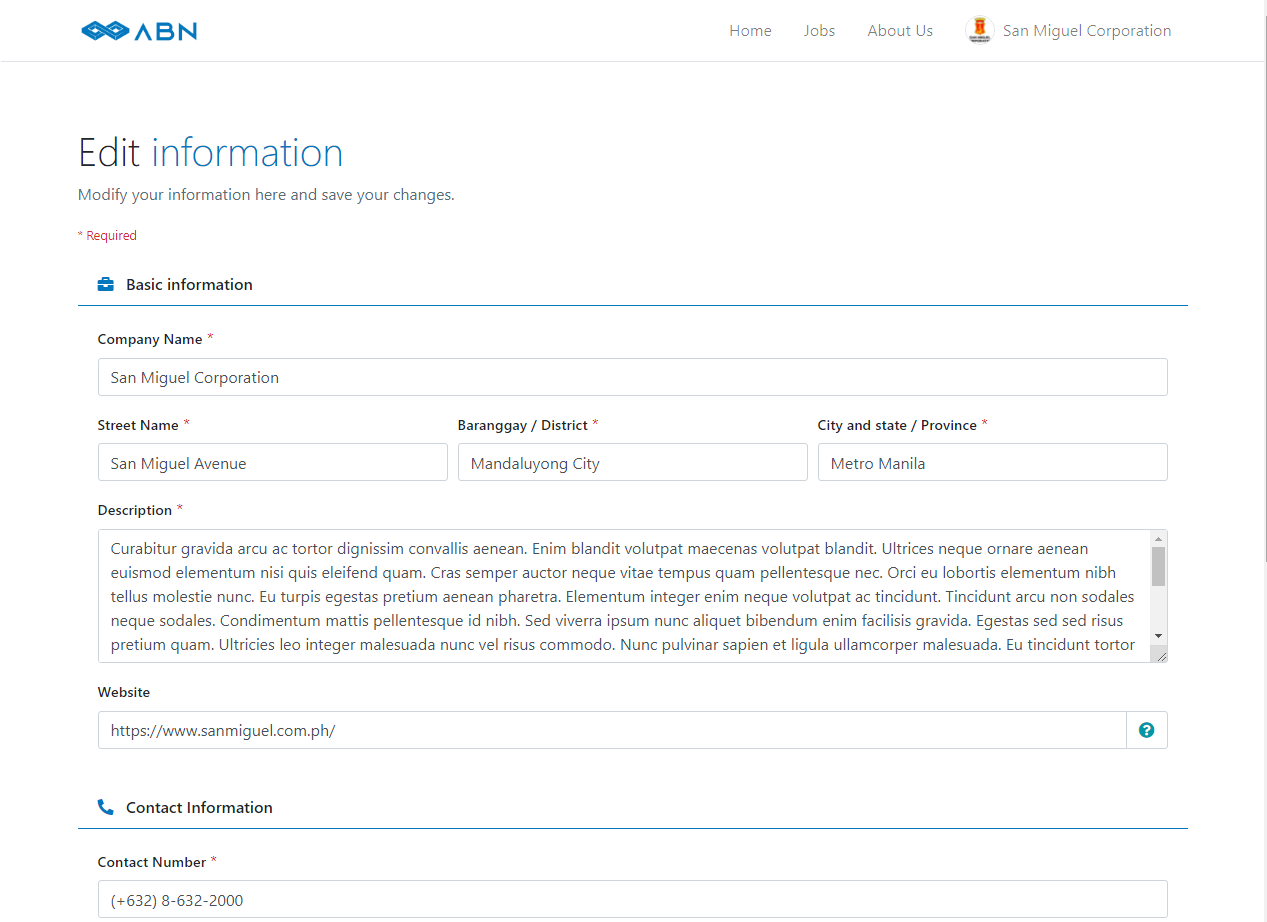 ABN
Home Jobs About Us San Miguel Corporation
Edit information
Modify your information here and save your changes.
* Required
Basic information
Company Name *
San Miguel Corporation
Street Name * Baranggay / District * City and state / Province *
San Miguel Avenue Mandaluyong City Metro Manila
Description *
Curabitur gravida arcu ac tortor dignissim convallis aenean. Enim blandit volutpat maecenas volutpat blandit. Ultrices neque ornare aenean
euismod elementum nisi quis eleifend quam. Cras semper auctor neque vitae tempus quam pellentesque nec. Orci eu lobortis elementum nibh
tellus molestie nunc. Eu turpis egestas pretium aenean pharetra. Elementum integer enim neque volutpat ac tincidunt. Tincidunt arcu non sodales
neque sodales. Condimentum mattis pellentesque id nibh. Sed viverra ipsum nunc aliquet bibendum enim facilisis gravida. Egestas sed sed risus
pretium quam. Ultricies leo integer malesuada nunc vel risus commodo. Nunc pulvinar sapien et ligula ullamcorper malesuada. Eu tincidunt tortor
Website
https://www.sanmiguel.com.ph/
?
Contact Information
Contact Number *
(+632) 8-632-2000